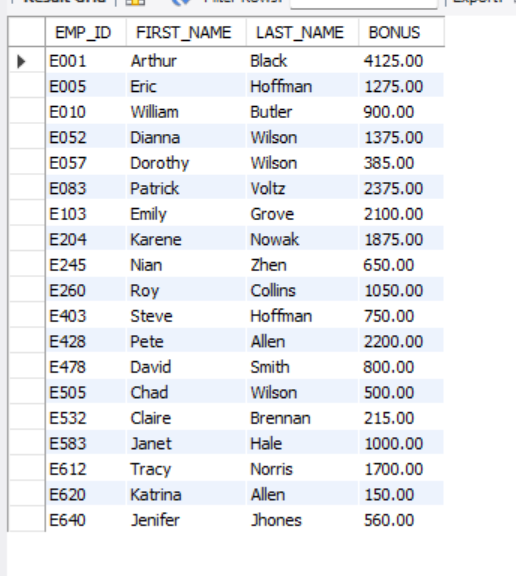 Result Grid Filter Rows: Export:
EMP_ID FIRST_NAME LAST_NAME BONUS
E001 Arthur Black 4125.00
E005 Eric Hoffman 1275.00
E010 William Butler 900.00
E052 Dianna Wilson 1375.00
E057 Dorothy Wilson 385.00
E083 Patrick Voltz 2375.00
E103 Emily Grove 2100.00
E204 Karene Nowak 1875.00
E245 Nian Zhen 650.00
E260 Roy Collins 1050.00
E403 Steve Hoffman 750.00
E428 Pete Allen 2200.00
E478 David Smith 800.00
E505 Chad Wilson 500.00
E532 Claire Brennan 215.00
E583 Janet Hale 1000.00
E612 Tracy Norris 1700.00
E620 Katrina Allen 150.00
E640 Jenifer Jhones 560.00